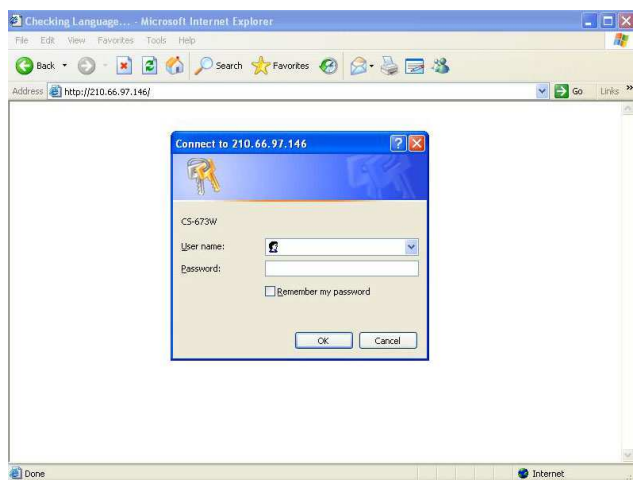 Checking Language... - Microsoft Internet Explorer
File Edit View Favorites Tools Help
Back Search Favorites
Address http://210.66.97.146/ Go Links »
Connect to 210.66.97.146
CS-673W
User name:
Password:
Remember my password
OK Cancel
Done Internet